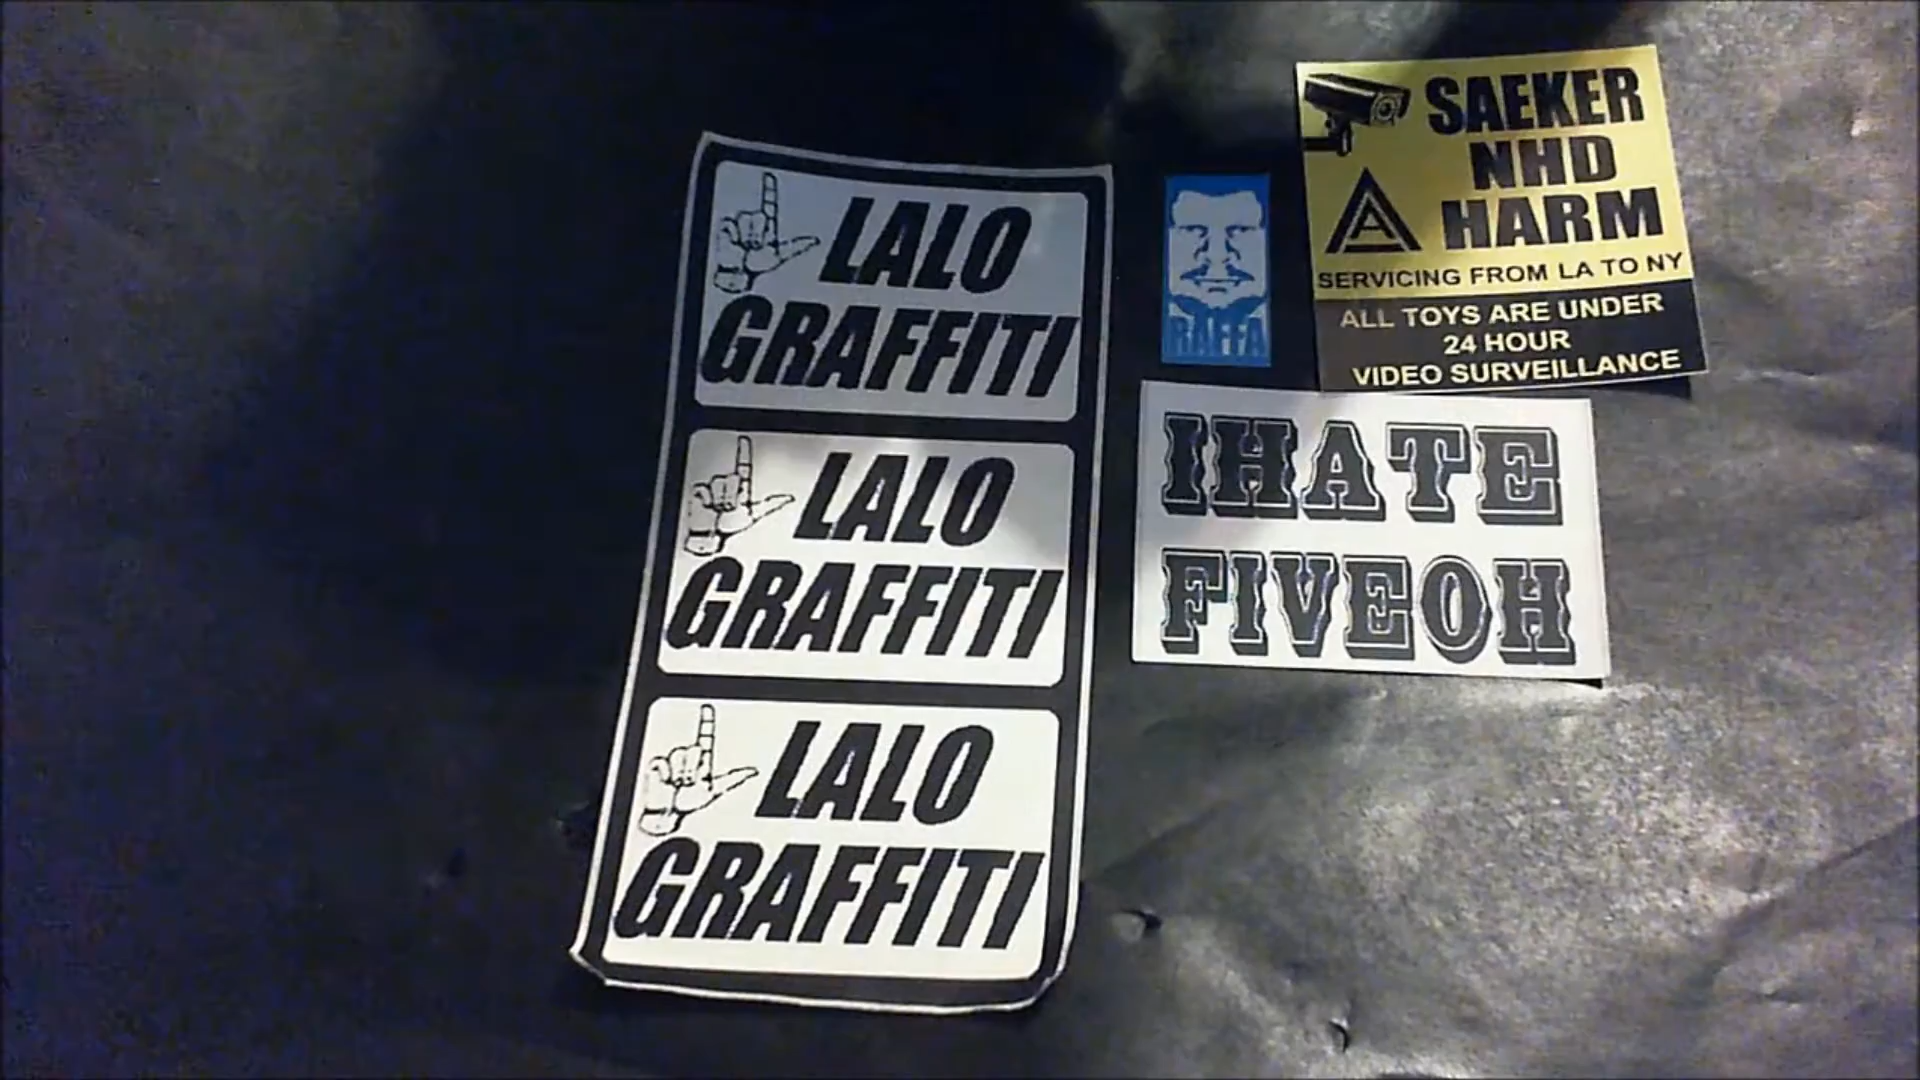 LALO
GRAFFITI
LALO
GRAFFITI
LALO
GRAFFITI
RAFFA
SAEKER
NHD
HARM
SERVICING FROM LA TO NY
ALL TOYS ARE UNDER
24 HOUR
VIDEO SURVEILLANCE
IHATE
FIVEOH